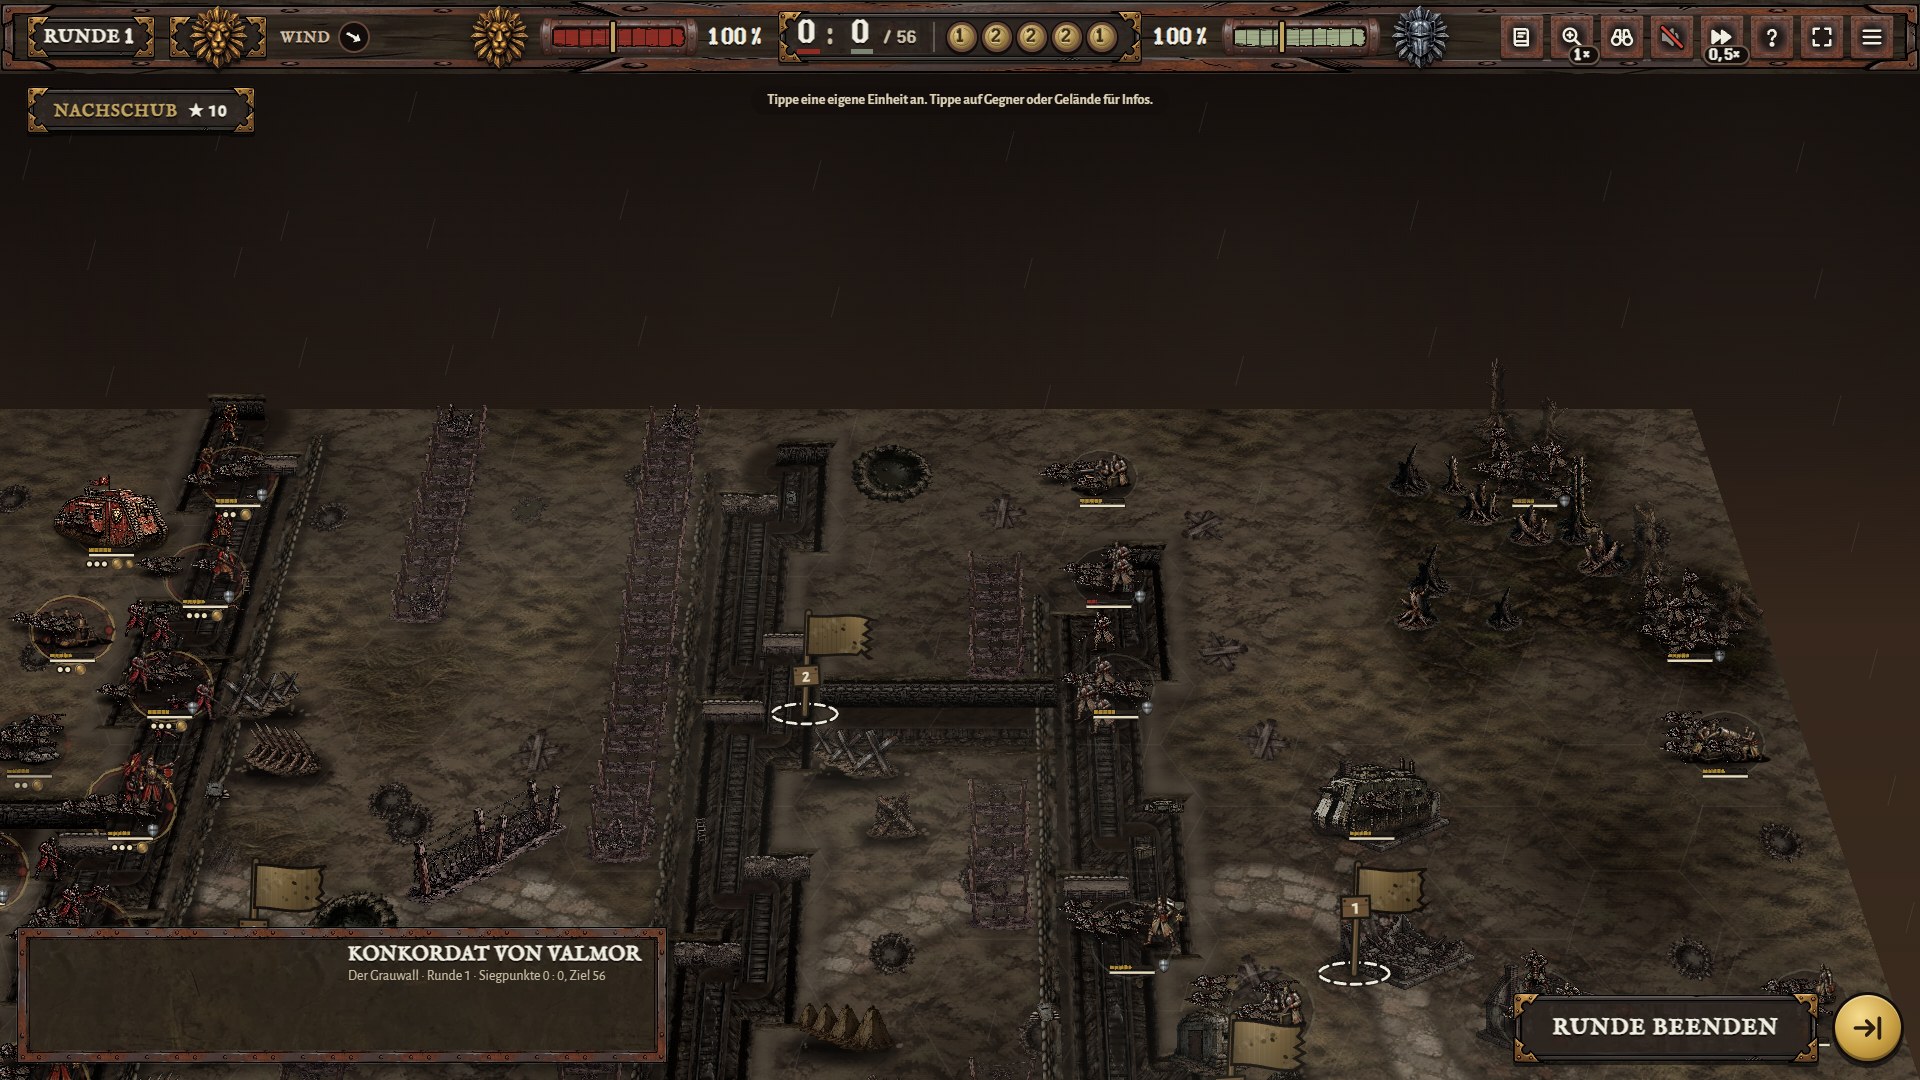 RUNDE 1
WIND
100 %
0 : 0 / 56
1 2 2 2 1
100 %
1×
0,5×
?
NACHSCHUB ★ 10
Tippe eine eigene Einheit an. Tippe auf Gegner oder Gelände für Infos.
2
1
KONKORDAT VON VALMOR
Der Grauwall · Runde 1 · Siegpunkte 0 : 0, Ziel 56
RUNDE BEENDEN